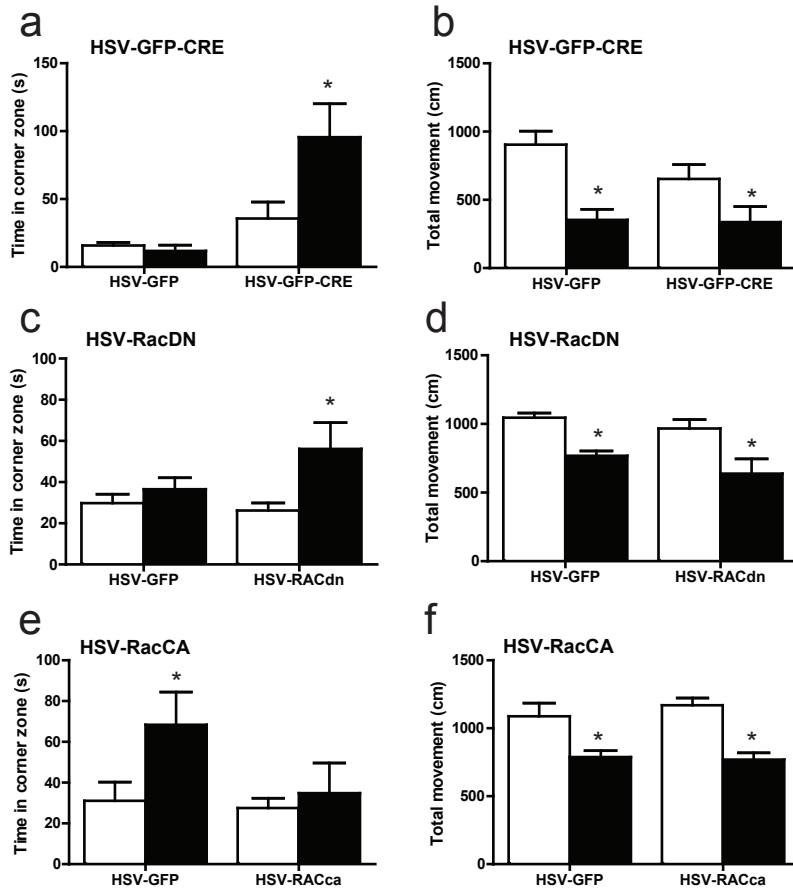 a
HSV-GFP-CRE
Time in corner zone (s)
150
100
50
0
*
HSV-GFP
HSV-GFP-CRE
b
HSV-GFP-CRE
Total movement (cm)
1500
1000
500
0
*
*
HSV-GFP
HSV-GFP-CRE
c
HSV-RacDN
Time in corner zone (s)
100
80
60
40
20
0
*
HSV-GFP
HSV-RACdn
d
HSV-RacDN
Total movement (cm)
1500
1000
500
0
*
*
HSV-GFP
HSV-RACdn
e
HSV-RacCA
Time in corner zone (s)
100
80
60
40
20
0
*
HSV-GFP
HSV-RACca
f
HSV-RacCA
Total movement (cm)
1500
1000
500
0
*
*
HSV-GFP
HSV-RACca